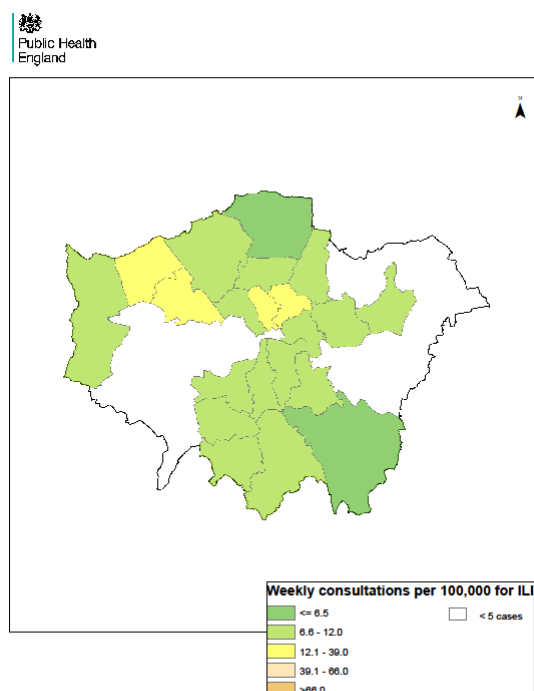 Public Health
England
N
Weekly consultations per 100,000 for ILI
<= 6.5
< 5 cases
6.6 - 12.0
12.1 - 39.0
39.1 - 66.0
>66.0